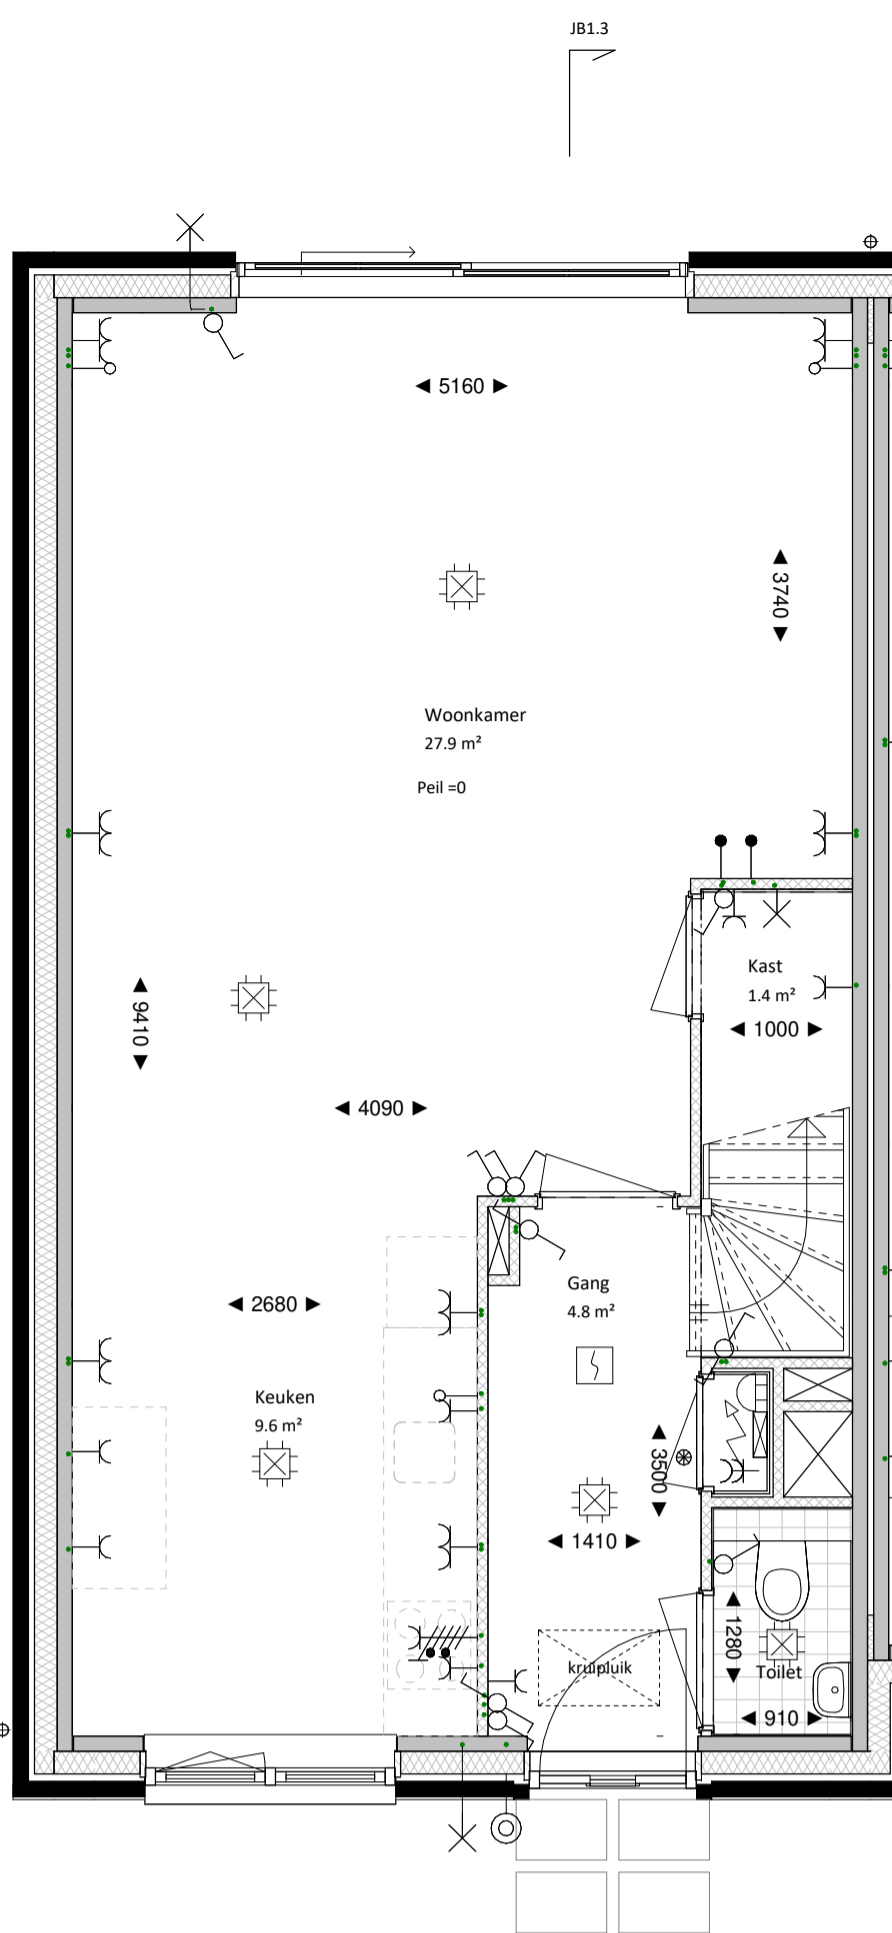 JB1.3
◄ 5160 ►
◄ 3740 ►
Woonkamer
27.9 m²
Peil =0
Kast
1.4 m²
◄ 1000 ►
◄ 9410 ►
◄ 4090 ►
Gang
4.8 m²
◄ 2680 ►
Keuken
9.6 m²
◄ 3500 ►
◄ 1410 ►
◄ 1280 ►
kruipluik
Toilet
◄ 910 ►